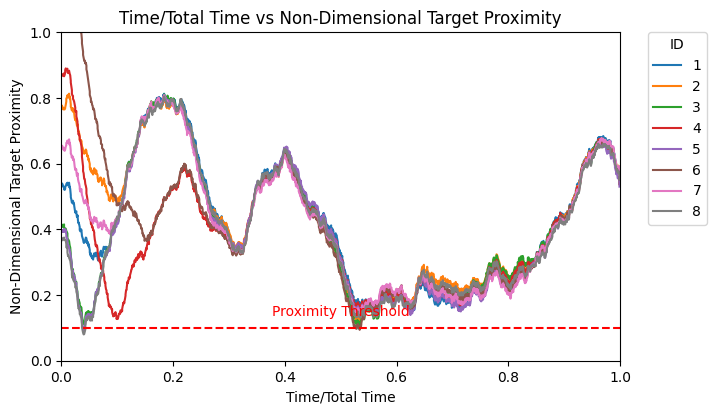 Time/Total Time vs Non-Dimensional Target Proximity
Non-Dimensional Target Proximity
1.0
0.8
0.6
0.4
0.2
0.0
Proximity Threshold
0.0 0.2 0.4 0.6 0.8 1.0
Time/Total Time
ID
1
2
3
4
5
6
7
8